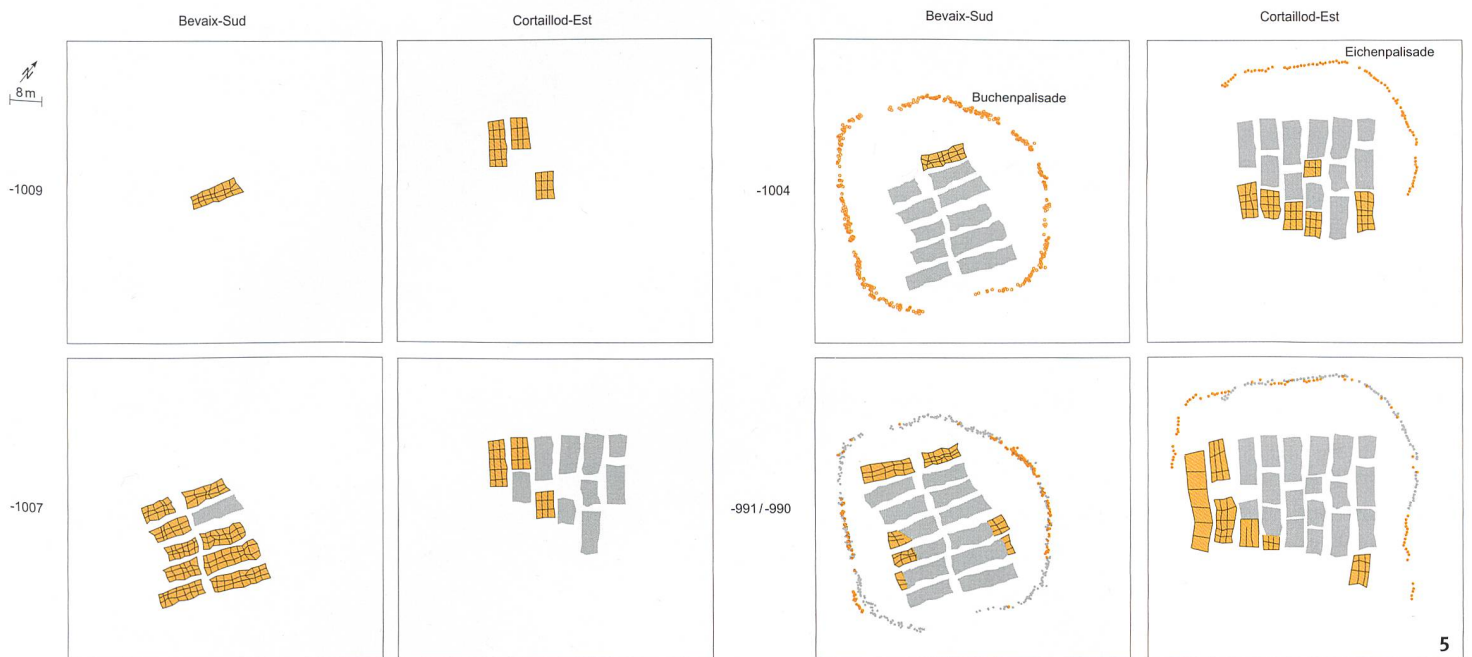 Bevaix-Sud
Cortaillod-Est
N
8 m
-1009
-1007
Bevaix-Sud
Cortaillod-Est
Buchenpalisade
Eichenpalisade
-1004
-991 / -990
5